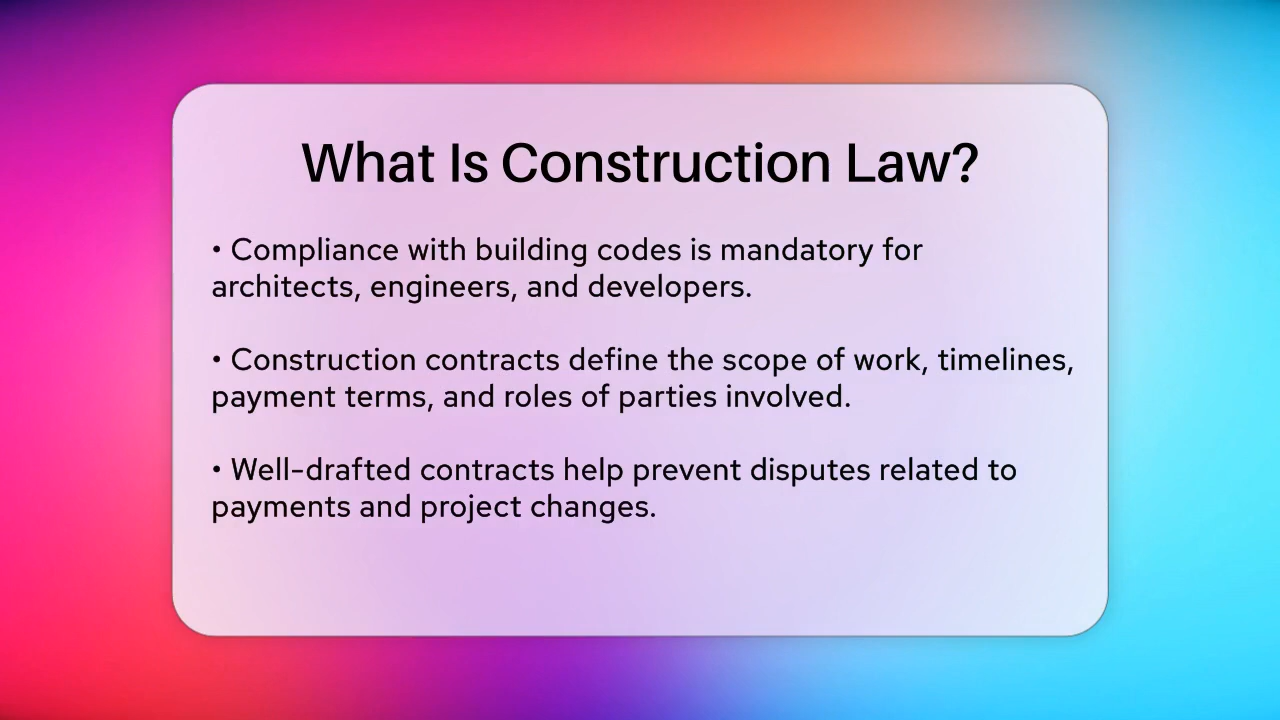 What Is Construction Law?
• Compliance with building codes is mandatory for
architects, engineers, and developers.
• Construction contracts define the scope of work, timelines,
payment terms, and roles of parties involved.
• Well-drafted contracts help prevent disputes related to
payments and project changes.